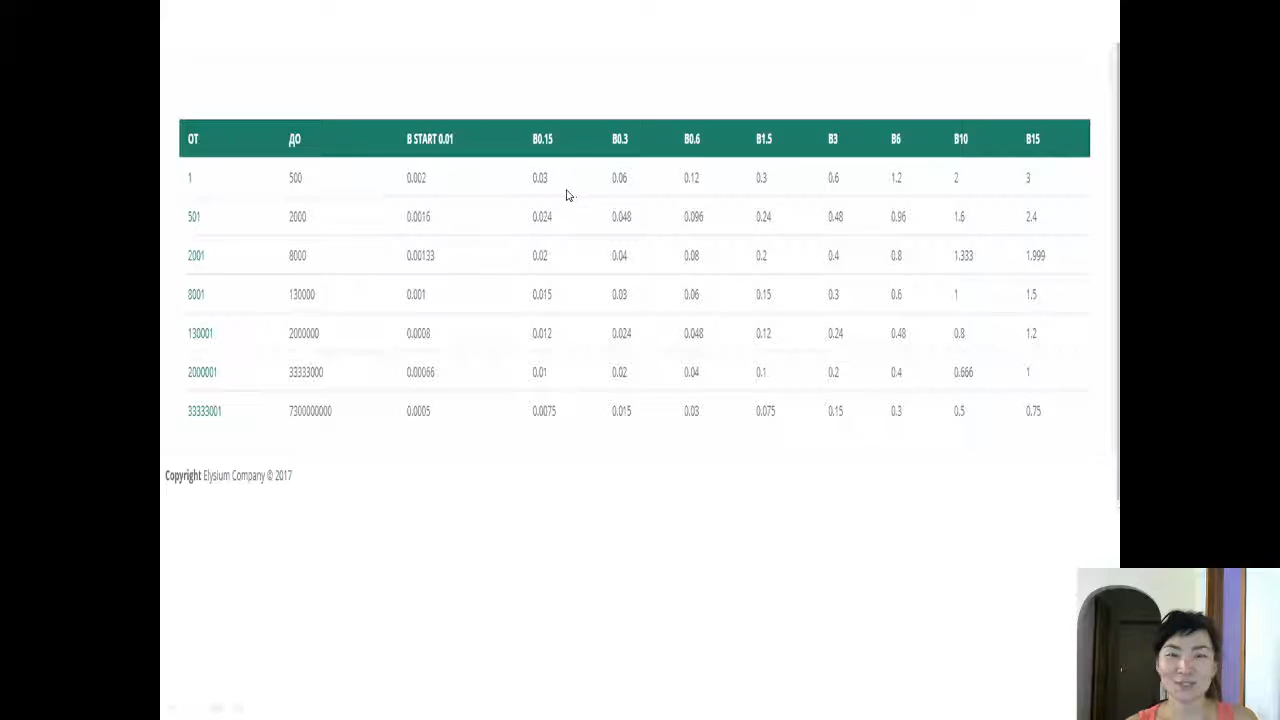 ОТ ДО B START 0.01 B0.15 B0.3 B0.6 B1.5 B3 B6 B10 B15
1 500 0.002 0.03 0.06 0.12 0.3 0.6 1.2 2 3
501 2000 0.0016 0.024 0.048 0.096 0.24 0.48 0.96 1.6 2.4
2001 8000 0.00133 0.02 0.04 0.08 0.2 0.4 0.8 1.333 1.999
8001 130000 0.001 0.015 0.03 0.06 0.15 0.3 0.6 1 1.5
130001 2000000 0.0008 0.012 0.024 0.048 0.12 0.24 0.48 0.8 1.2
2000001 33333000 0.00066 0.01 0.02 0.04 0.1 0.2 0.4 0.666 1
33333001 7300000000 0.0005 0.0075 0.015 0.03 0.075 0.15 0.3 0.5 0.75
Copyright Elysium Company © 2017